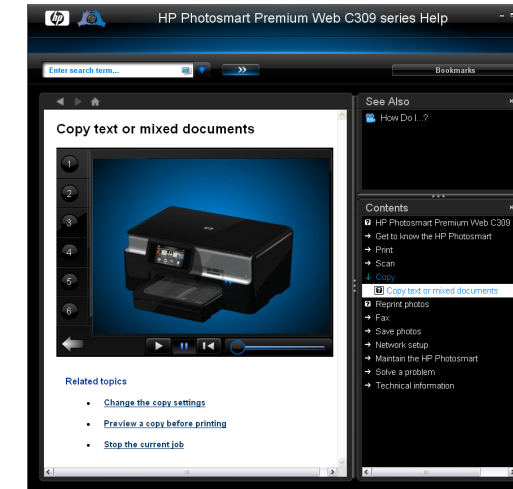 hp
HP Photosmart Premium Web C309 series Help
Enter search term...
Bookmarks
See Also
How Do I...?
Copy text or mixed documents
1
2
3
4
5
6
Related topics
Change the copy settings
Preview a copy before printing
Stop the current job
Contents
HP Photosmart Premium Web C309
Get to know the HP Photosmart
Print
Scan
Copy
Copy text or mixed documents
Reprint photos
Fax
Save photos
Network setup
Maintain the HP Photosmart
Solve a problem
Technical information